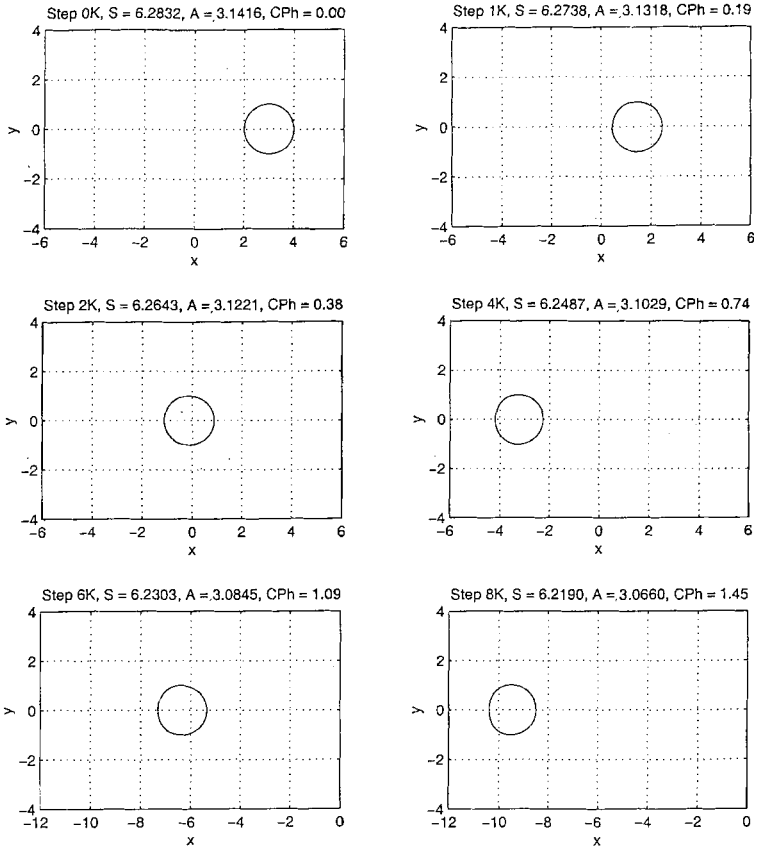 Step 0K, S = 6.2832, A = 3.1416, CPh = 0.00
4
2
0
−2
−4
y
−6 −4 −2 0 2 4 6
x
Step 1K, S = 6.2738, A = 3.1318, CPh = 0.19
4
2
0
−2
−4
y
−6 −4 −2 0 2 4 6
x
Step 2K, S = 6.2643, A = 3.1221, CPh = 0.38
4
2
0
−2
−4
y
−6 −4 −2 0 2 4 6
x
Step 4K, S = 6.2487, A = 3.1029, CPh = 0.74
4
2
0
−2
−4
y
−6 −4 −2 0 2 4 6
x
Step 6K, S = 6.2303, A = 3.0845, CPh = 1.09
4
2
0
−2
−4
y
−12 −10 −8 −6 −4 −2 0
x
Step 8K, S = 6.2190, A = 3.0660, CPh = 1.45
4
2
0
−2
−4
y
−12 −10 −8 −6 −4 −2 0
x